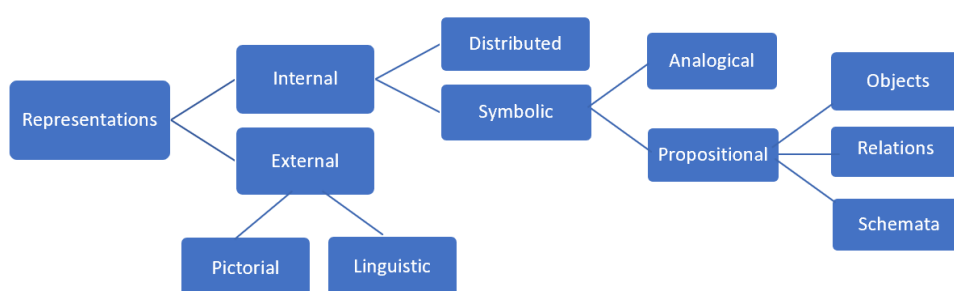 Representations
Internal
External
Pictorial
Linguistic
Distributed
Symbolic
Analogical
Propositional
Objects
Relations
Schemata